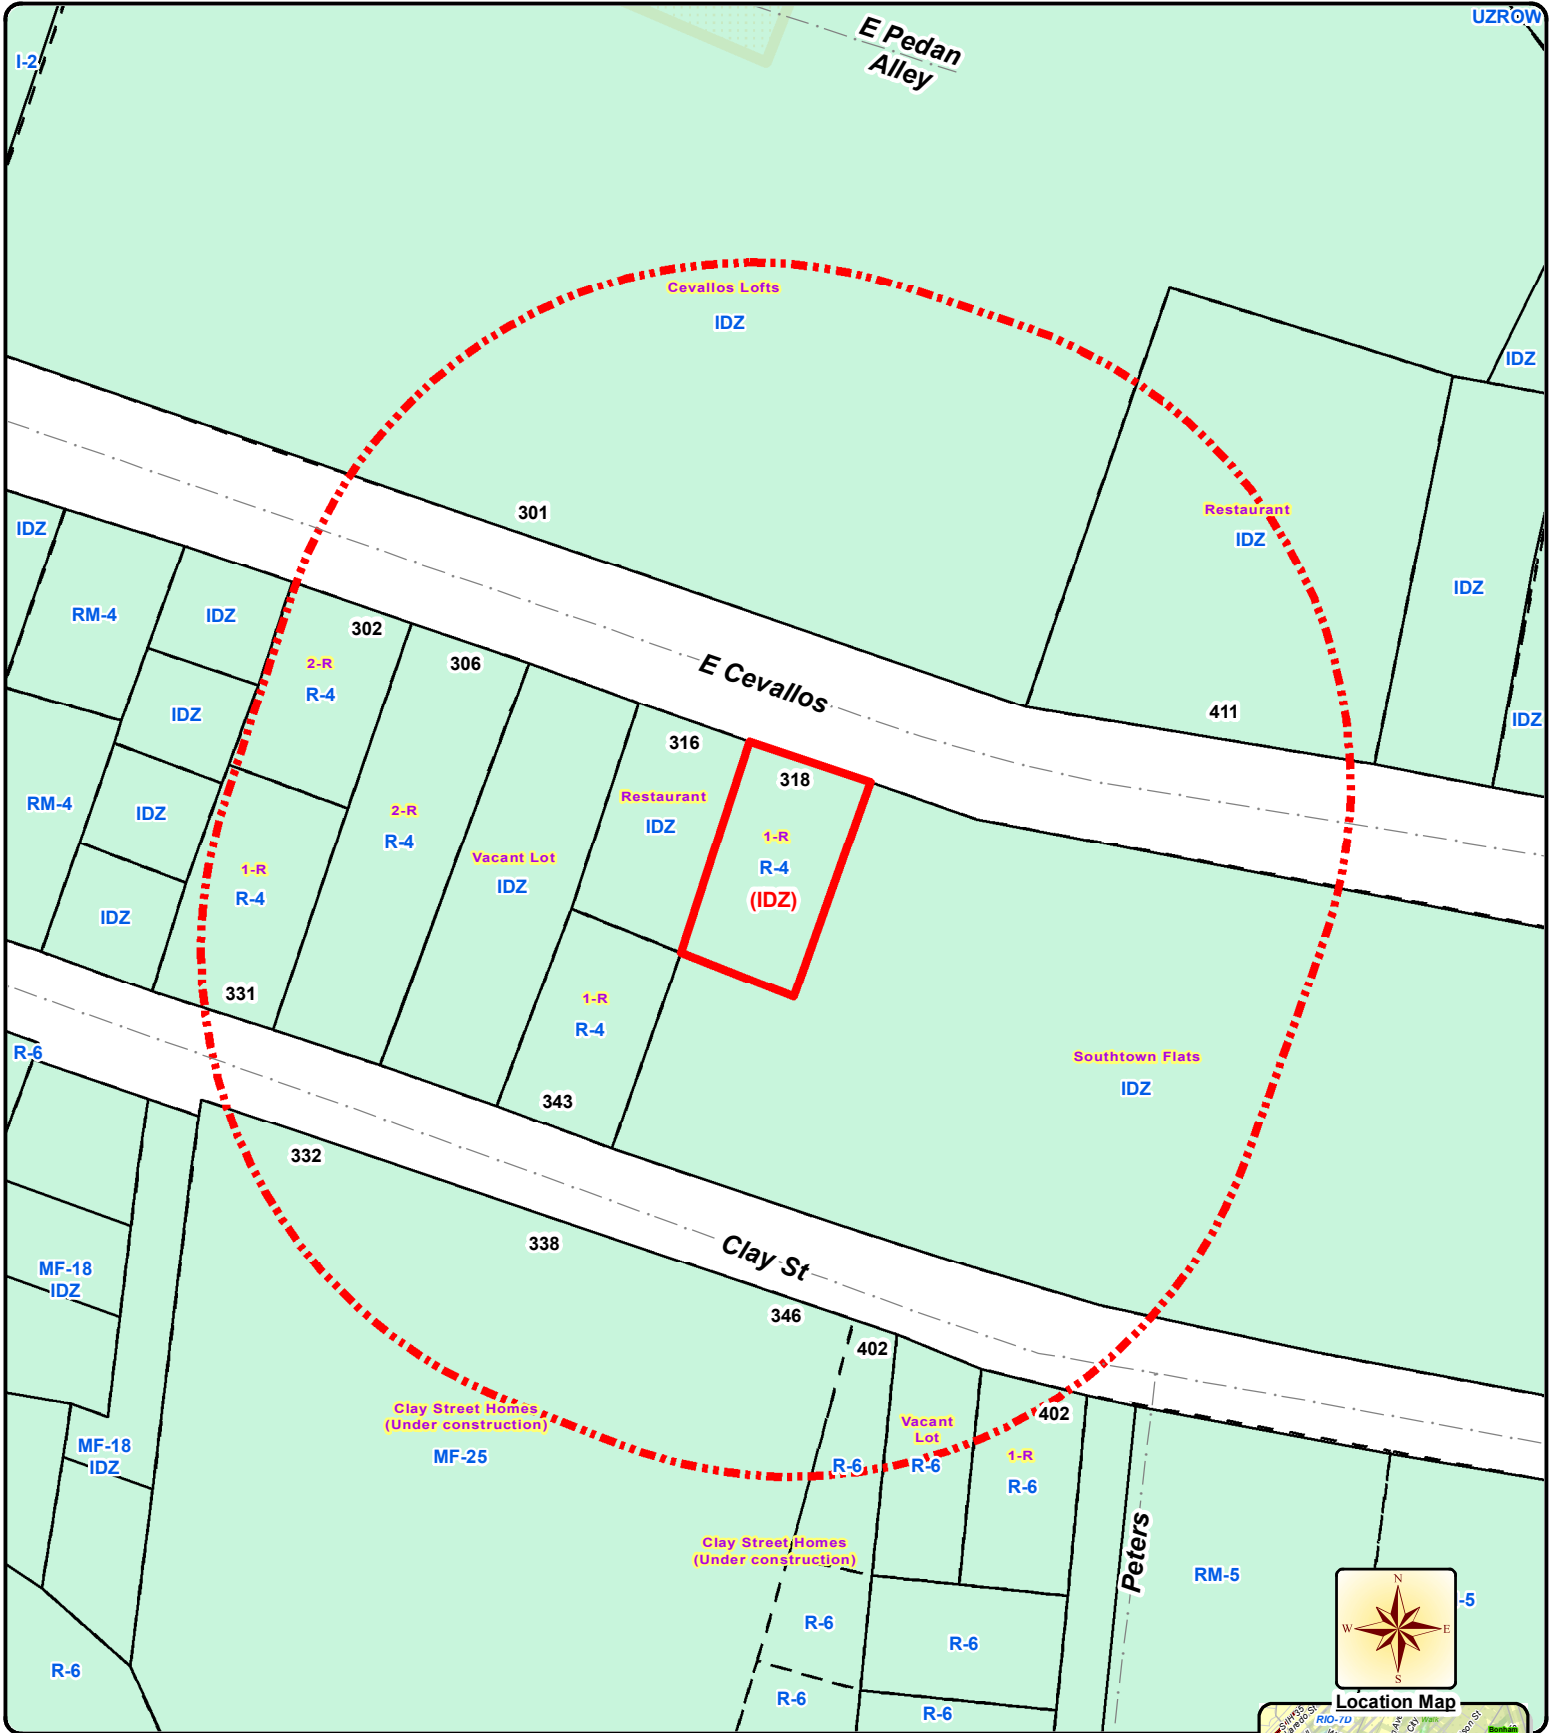 UZROW
I-2
E Pedan
Alley
Cevallos Lofts
IDZ
IDZ
301
Restaurant
IDZ
IDZ
IDZ
RM-4
IDZ
302
2-R
R-4
306
E Cevallos
411
IDZ
IDZ
316
318
RM-4
IDZ
2-R
R-4
Restaurant
IDZ
1-R
R-4
(IDZ)
Vacant Lot
IDZ
1-R
R-4
IDZ
331
1-R
R-4
343
Southtown Flats
IDZ
R-6
332
338
Clay St
346
402
MF-18
IDZ
Clay Street Homes
(Under construction)
MF-25
402
Vacant
Lot
R-6
R-6
1-R
R-6
MF-18
IDZ
Clay Street Homes
(Under construction)
Peters
RM-5
-5
N
W
E
S
R-6
R-6
R-6
R-6
R-6
Location Map
RIO-7D
Bonham